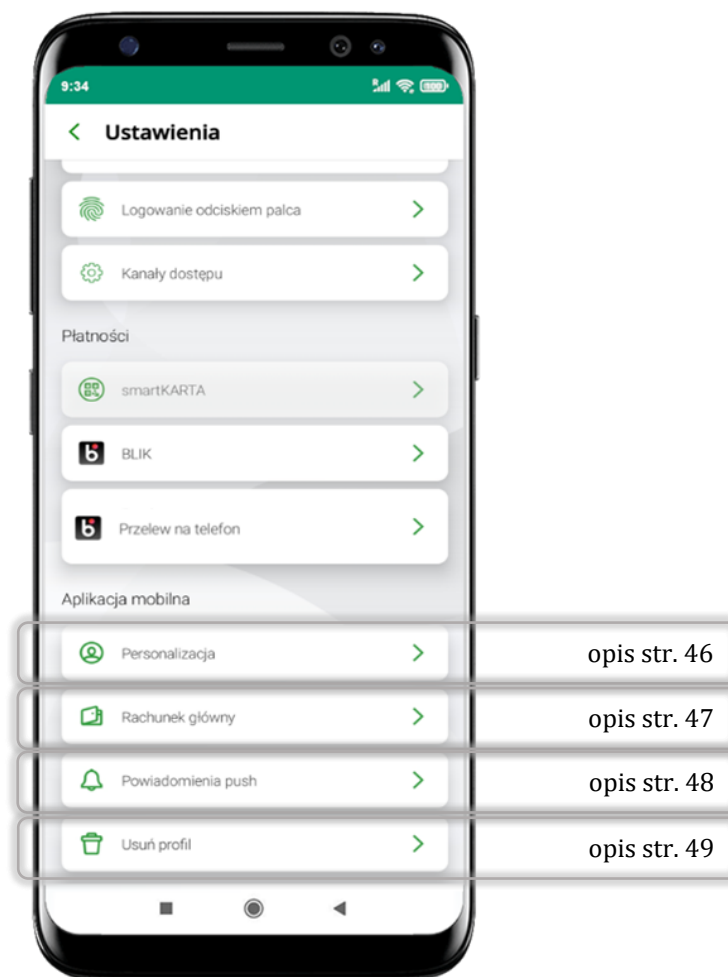 9:34
Ustawienia
Logowanie odciskiem palca
Kanały dostępu
Płatności
smartKARTA
BLIK
Przelew na telefon
Aplikacja mobilna
Personalizacja opis str. 46
Rachunek główny opis str. 47
Powiadomienia push opis str. 48
Usuń profil opis str. 49